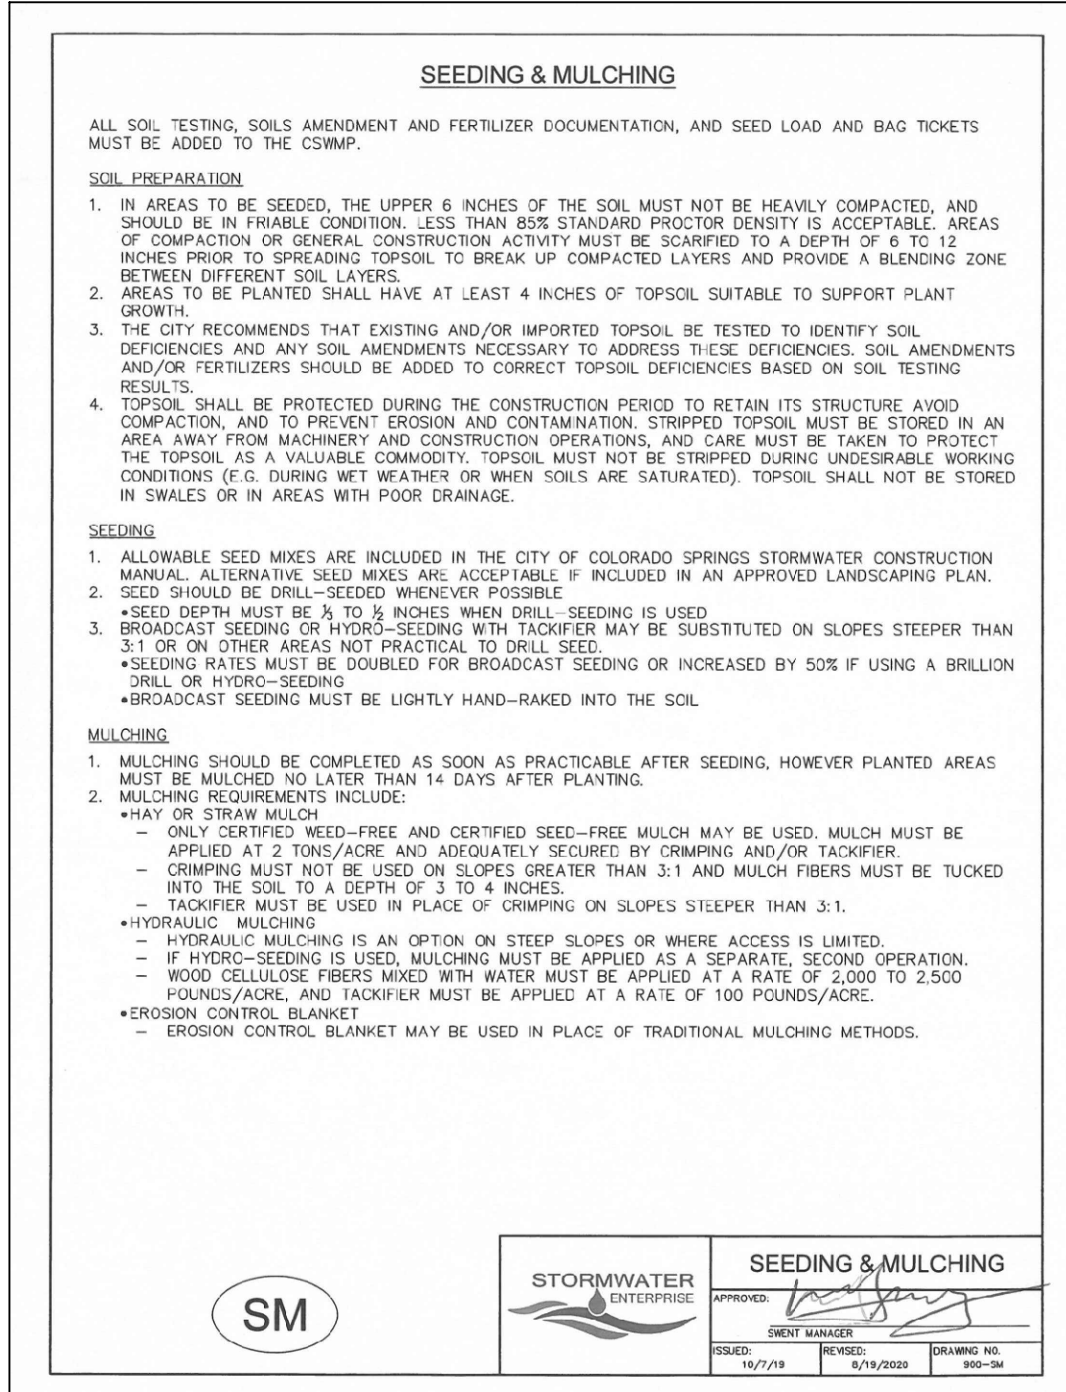 SEEDING & MULCHING
ALL SOIL TESTING, SOILS AMENDMENT AND FERTILIZER DOCUMENTATION, AND SEED LOAD AND BAG TICKETS
MUST BE ADDED TO THE CSWMP.
SOIL PREPARATION
1. IN AREAS TO BE SEEDED, THE UPPER 6 INCHES OF THE SOIL MUST NOT BE HEAVILY COMPACTED, AND
SHOULD BE IN FRIABLE CONDITION. LESS THAN 85% STANDARD PROCTOR DENSITY IS ACCEPTABLE. AREAS
OF COMPACTION OR GENERAL CONSTRUCTION ACTIVITY MUST BE SCARIFIED TO A DEPTH OF 6 TO 12
INCHES PRIOR TO SPREADING TOPSOIL TO BREAK UP COMPACTED LAYERS AND PROVIDE A BLENDING ZONE
BETWEEN DIFFERENT SOIL LAYERS.
2. AREAS TO BE PLANTED SHALL HAVE AT LEAST 4 INCHES OF TOPSOIL SUITABLE TO SUPPORT PLANT
GROWTH.
3. THE CITY RECOMMENDS THAT EXISTING AND/OR IMPORTED TOPSOIL BE TESTED TO IDENTIFY SOIL
DEFICIENCIES AND ANY SOIL AMENDMENTS NECESSARY TO ADDRESS THESE DEFICIENCIES. SOIL AMENDMENTS
AND/OR FERTILIZERS SHOULD BE ADDED TO CORRECT TOPSOIL DEFICIENCIES BASED ON SOIL TESTING
RESULTS.
4. TOPSOIL SHALL BE PROTECTED DURING THE CONSTRUCTION PERIOD TO RETAIN ITS STRUCTURE AVOID
COMPACTION, AND TO PREVENT EROSION AND CONTAMINATION. STRIPPED TOPSOIL MUST BE STORED IN AN
AREA AWAY FROM MACHINERY AND CONSTRUCTION OPERATIONS, AND CARE MUST BE TAKEN TO PROTECT
THE TOPSOIL AS A VALUABLE COMMODITY. TOPSOIL MUST NOT BE STRIPPED DURING UNDESIRABLE WORKING
CONDITIONS (E.G. DURING WET WEATHER OR WHEN SOILS ARE SATURATED). TOPSOIL SHALL NOT BE STORED
IN SWALES OR IN AREAS WITH POOR DRAINAGE.
SEEDING
1. ALLOWABLE SEED MIXES ARE INCLUDED IN THE CITY OF COLORADO SPRINGS STORMWATER CONSTRUCTION
MANUAL. ALTERNATIVE SEED MIXES ARE ACCEPTABLE IF INCLUDED IN AN APPROVED LANDSCAPING PLAN.
2. SEED SHOULD BE DRILL-SEEDED WHENEVER POSSIBLE
•SEED DEPTH MUST BE ⅓ TO ½ INCHES WHEN DRILL-SEEDING IS USED
3. BROADCAST SEEDING OR HYDRO-SEEDING WITH TACKIFIER MAY BE SUBSTITUTED ON SLOPES STEEPER THAN
3:1 OR ON OTHER AREAS NOT PRACTICAL TO DRILL SEED.
•SEEDING RATES MUST BE DOUBLED FOR BROADCAST SEEDING OR INCREASED BY 50% IF USING A BRILLION
DRILL OR HYDRO-SEEDING
•BROADCAST SEEDING MUST BE LIGHTLY HAND-RAKED INTO THE SOIL
MULCHING
1. MULCHING SHOULD BE COMPLETED AS SOON AS PRACTICABLE AFTER SEEDING, HOWEVER PLANTED AREAS
MUST BE MULCHED NO LATER THAN 14 DAYS AFTER PLANTING.
2. MULCHING REQUIREMENTS INCLUDE:
•HAY OR STRAW MULCH
– ONLY CERTIFIED WEED-FREE AND CERTIFIED SEED-FREE MULCH MAY BE USED. MULCH MUST BE
APPLIED AT 2 TONS/ACRE AND ADEQUATELY SECURED BY CRIMPING AND/OR TACKIFIER.
– CRIMPING MUST NOT BE USED ON SLOPES GREATER THAN 3:1 AND MULCH FIBERS MUST BE TUCKED
INTO THE SOIL TO A DEPTH OF 3 TO 4 INCHES.
– TACKIFIER MUST BE USED IN PLACE OF CRIMPING ON SLOPES STEEPER THAN 3:1.
•HYDRAULIC MULCHING
– HYDRAULIC MULCHING IS AN OPTION ON STEEP SLOPES OR WHERE ACCESS IS LIMITED.
– IF HYDRO-SEEDING IS USED, MULCHING MUST BE APPLIED AS A SEPARATE, SECOND OPERATION.
– WOOD CELLULOSE FIBERS MIXED WITH WATER MUST BE APPLIED AT A RATE OF 2,000 TO 2,500
POUNDS/ACRE, AND TACKIFIER MUST BE APPLIED AT A RATE OF 100 POUNDS/ACRE.
•EROSION CONTROL BLANKET
– EROSION CONTROL BLANKET MAY BE USED IN PLACE OF TRADITIONAL MULCHING METHODS.
SM
STORMWATER
ENTERPRISE
SEEDING & MULCHING
APPROVED:
SWENT MANAGER
ISSUED:
10/7/19
REVISED:
8/19/2020
DRAWING NO.
900-SM